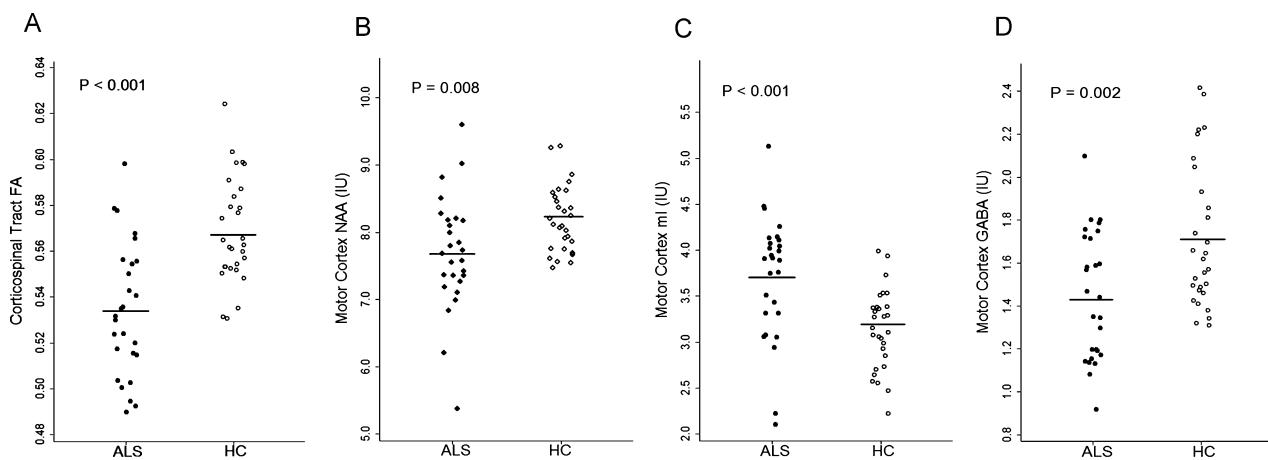 A
Corticospinal Tract FA
0.64
0.62
0.60
0.58
0.56
0.54
0.52
0.50
0.48
P < 0.001
ALS HC
B
Motor Cortex NAA (IU)
10.0
9.0
8.0
7.0
6.0
5.0
P = 0.008
ALS HC
C
Motor Cortex mI (IU)
5.5
5.0
4.5
4.0
3.5
3.0
2.5
2.0
P < 0.001
ALS HC
D
Motor Cortex GABA (IU)
2.4
2.2
2.0
1.8
1.6
1.4
1.2
1.0
0.8
P = 0.002
ALS HC